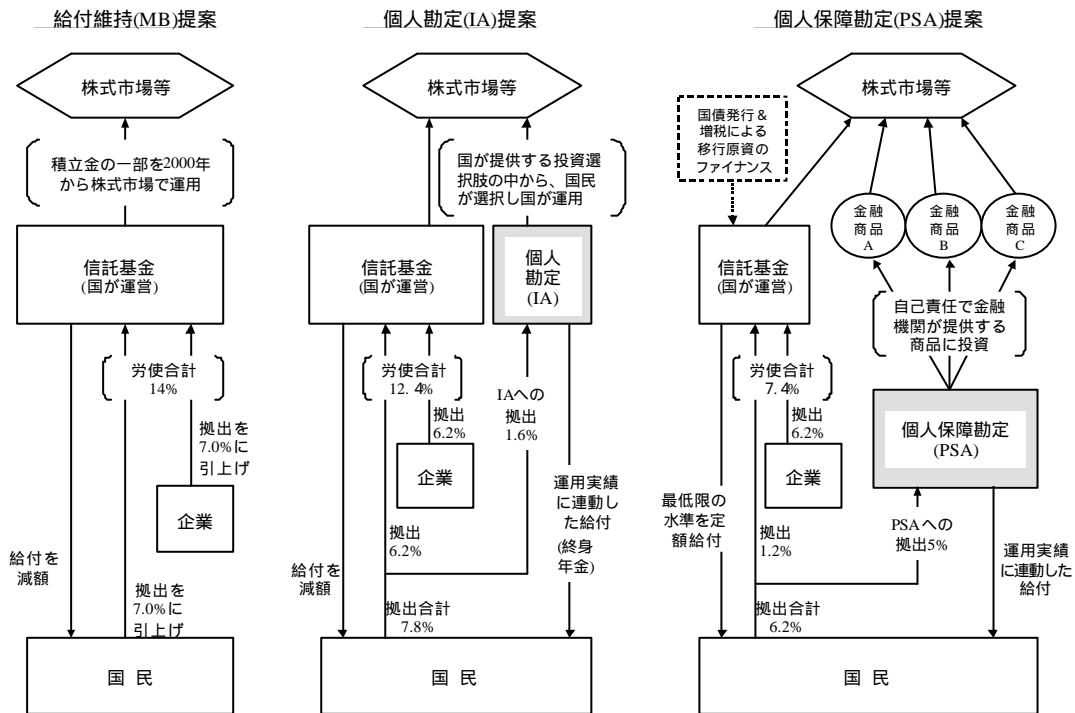 給付維持(MB)提案
株式市場等
積立金の一部を2000年
から株式市場で運用
信託基金
(国が運営)
労使合計
14%
拠出を
7.0%に
引上げ
企業
給付を
減額
拠出を
7.0%に
引上げ
国 民
個人勘定(IA)提案
株式市場等
国が提供する投資選
択肢の中から、国民
が選択し国が運用
信託基金
(国が運営)
個人
勘定
(IA)
労使合計
12.4%
IAへの
拠出
1.6%
拠出
6.2%
企業
運用実績
に連動し
た給付
(終身
年金)
拠出
6.2%
給付を
減額
拠出合計
7.8%
国 民
個人保障勘定(PSA)提案
株式市場等
国債発行&
増税による
移行原資の
ファイナンス
金融
商品
A
金融
商品
B
金融
商品
C
信託基金
(国が運営)
自己責任で金融
機関が提供する
商品に投資
労使合計
7.4%
拠出
6.2%
企業
個人保障勘定
(PSA)
最低限の
水準を定
額給付
拠出
1.2%
PSAへの
拠出5%
運用実績
に連動した
給付
拠出合計
6.2%
国 民